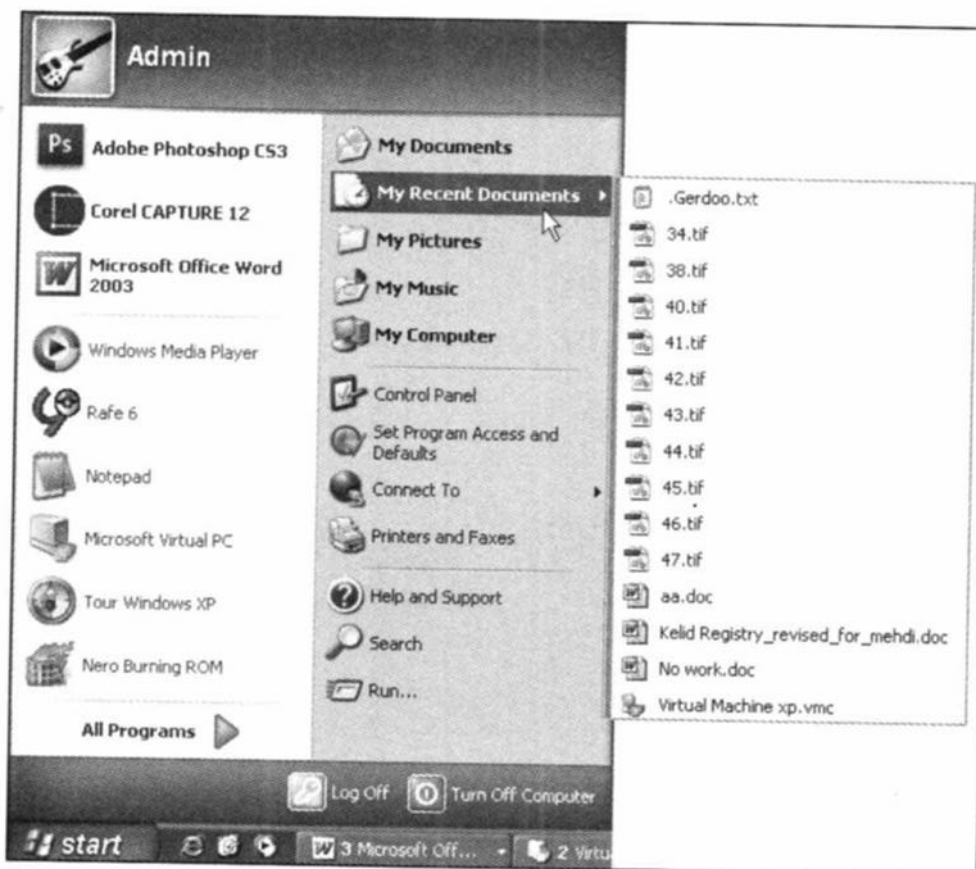 Admin
Ps
Adobe Photoshop CS3
Corel CAPTURE 12
Microsoft Office Word
2003
Windows Media Player
Rafe 6
Notepad
Microsoft Virtual PC
Tour Windows XP
Nero Burning ROM
All Programs
My Documents
My Recent Documents
My Pictures
My Music
My Computer
Control Panel
Set Program Access and
Defaults
Connect To
Printers and Faxes
Help and Support
Search
Run...
.Gerdoo.txt
34.tif
38.tif
40.tif
41.tif
42.tif
43.tif
44.tif
45.tif
46.tif
47.tif
aa.doc
Kelid Registry_revised_for_mehdi.doc
No work.doc
Virtual Machine xp.vmc
Log Off
Turn Off Computer
start
3 Microsoft Off...
2 Virtu